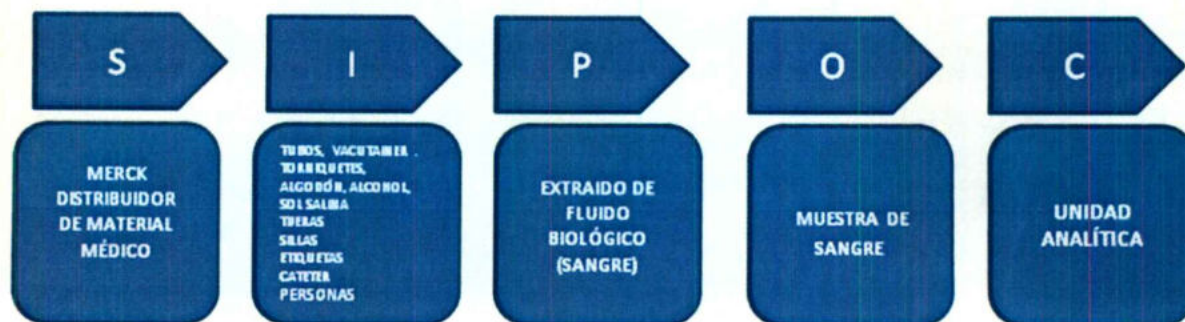 S
I
P
O
C
MERCK
DISTRIBUIDOR
DE MATERIAL
MÉDICO
TUBOS, VACUTAINER .
TORNIQUETES,
ALGODÓN, ALCOHOL,
SOL SALINA
TIJERAS
SILLAS
ETIQUETAS
CATETER
PERSONAS
EXTRAIDO DE
FLUIDO
BIOLÓGICO
(SANGRE)
MUESTRA DE
SANGRE
UNIDAD
ANALÍTICA